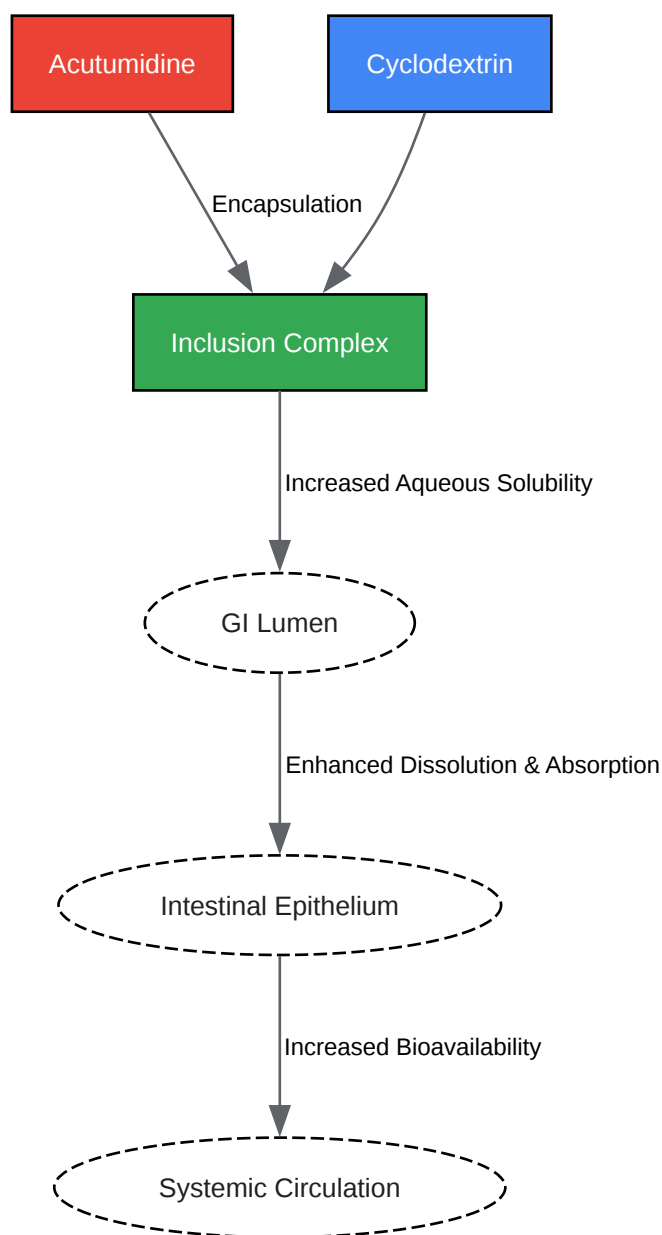 Acutumidine
Cyclodextrin
Encapsulation
Inclusion Complex
Increased Aqueous Solubility
GI Lumen
Enhanced Dissolution & Absorption
Intestinal Epithelium
Increased Bioavailability
Systemic Circulation